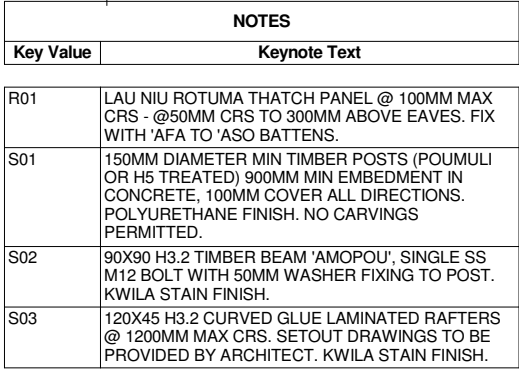 NOTES
Key Value Keynote Text
R01 LAU NIU ROTUMA THATCH PANEL @ 100MM MAX
CRS - @50MM CRS TO 300MM ABOVE EAVES. FIX
WITH 'AFA TO 'ASO BATTENS.
S01 150MM DIAMETER MIN TIMBER POSTS (POUMULI
OR H5 TREATED) 900MM MIN EMBEDMENT IN
CONCRETE, 100MM COVER ALL DIRECTIONS.
POLYURETHANE FINISH. NO CARVINGS
PERMITTED.
S02 90X90 H3.2 TIMBER BEAM 'AMOPOU', SINGLE SS
M12 BOLT WITH 50MM WASHER FIXING TO POST.
KWILA STAIN FINISH.
S03 120X45 H3.2 CURVED GLUE LAMINATED RAFTERS
@ 1200MM MAX CRS. SETOUT DRAWINGS TO BE
PROVIDED BY ARCHITECT. KWILA STAIN FINISH.